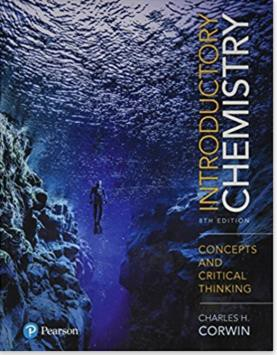 INTRODUCTORY
CHEMISTRY
8TH EDITION
CONCEPTS
AND
CRITICAL
THINKING
CHARLES H.
CORWIN
P Pearson